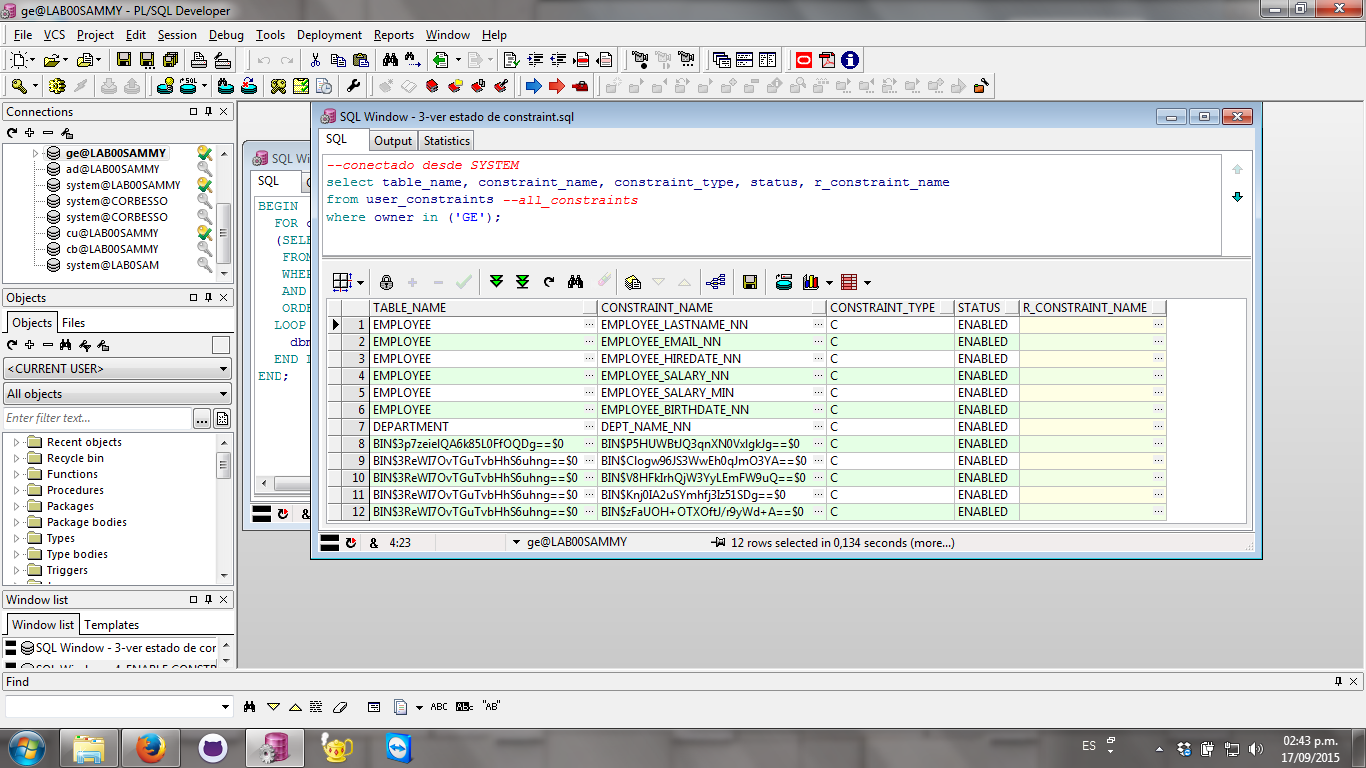 ge@LAB00SAMMY - PL/SQL Developer
File VCS Project Edit Session Debug Tools Deployment Reports Window Help
Connections
ge@LAB00SAMMY
ad@LAB00SAMMY
system@LAB00SAMMY
system@CORBESSO
system@CORBESSO
cu@LAB00SAMMY
cb@LAB00SAMMY
system@LAB0SAM
Objects
Objects Files
<CURRENT USER>
All objects
Enter filter text...
Recent objects
Recycle bin
Functions
Procedures
Packages
Package bodies
Types
Type bodies
Triggers
Window list
Window list Templates
SQL Window - 3-ver estado de cor
SQL Wi
SQL
BEGIN
FOR c
(SELE
FROM
WHERE
AND
ORDE
LOOP
dbm
END I
END;
&
SQL Window - 3-ver estado de constraint.sql
SQL Output Statistics
--conectado desde SYSTEM
select table_name, constraint_name, constraint_type, status, r_constraint_name
from user_constraints --all_constraints
where owner in ('GE');
TABLE_NAME CONSTRAINT_NAME CONSTRAINT_TYPE STATUS R_CONSTRAINT_NAME
1 EMPLOYEE EMPLOYEE_LASTNAME_NN C ENABLED
2 EMPLOYEE EMPLOYEE_EMAIL_NN C ENABLED
3 EMPLOYEE EMPLOYEE_HIREDATE_NN C ENABLED
4 EMPLOYEE EMPLOYEE_SALARY_NN C ENABLED
5 EMPLOYEE EMPLOYEE_SALARY_MIN C ENABLED
6 EMPLOYEE EMPLOYEE_BIRTHDATE_NN C ENABLED
7 DEPARTMENT DEPT_NAME_NN C ENABLED
8 BIN$3p7zeieIQA6k85L0FfOQDg==$0 BIN$P5HUWBtJQ3qnXN0VxIgkJg==$0 C ENABLED
9 BIN$3ReWI7OvTGuTvbHhS6uhng==$0 BIN$Clogw96JS3WwEh0qJmO3YA==$0 C ENABLED
10 BIN$3ReWI7OvTGuTvbHhS6uhng==$0 BIN$V8HFkIrhQjW3YyLEmFW9uQ==$0 C ENABLED
11 BIN$3ReWI7OvTGuTvbHhS6uhng==$0 BIN$Knj0IA2uSYmhfj3Iz51SDg==$0 C ENABLED
12 BIN$3ReWI7OvTGuTvbHhS6uhng==$0 BIN$zFaUOH+OTXOftJ/r9yWd+A==$0 C ENABLED
& 4:23 ge@LAB00SAMMY 12 rows selected in 0,134 seconds (more...)
Find
ABC "AB"
ES
02:43 p.m.
17/09/2015